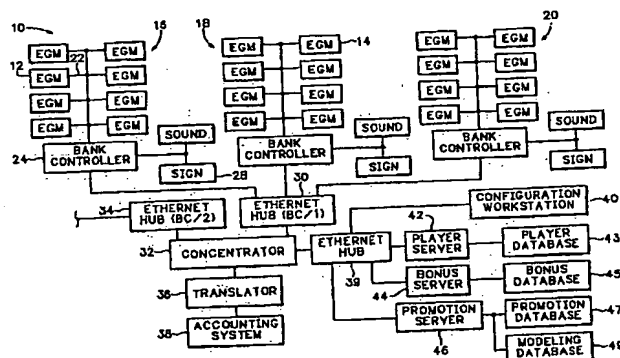 10
16
18
20
EGM EGM EGM EGM EGM EGM
12 EGM 22 EGM EGM EGM 14 EGM EGM
EGM EGM EGM EGM EGM EGM
EGM EGM EGM EGM EGM EGM
SOUND SOUND SOUND
24 BANK CONTROLLER
BANK CONTROLLER
BANK CONTROLLER
SIGN 28
SIGN
SIGN
30
34 ETHERNET HUB (BC/2)
ETHERNET HUB (BC/1)
CONFIGURATION WORKSTATION 40
32 CONCENTRATOR
ETHERNET HUB 39
42 PLAYER SERVER
PLAYER DATABASE 43
44 BONUS SERVER
BONUS DATABASE 45
36 TRANSLATOR
38 ACCOUNTING SYSTEM
PROMOTION SERVER 46
PROMOTION DATABASE 47
MODELING DATABASE 49